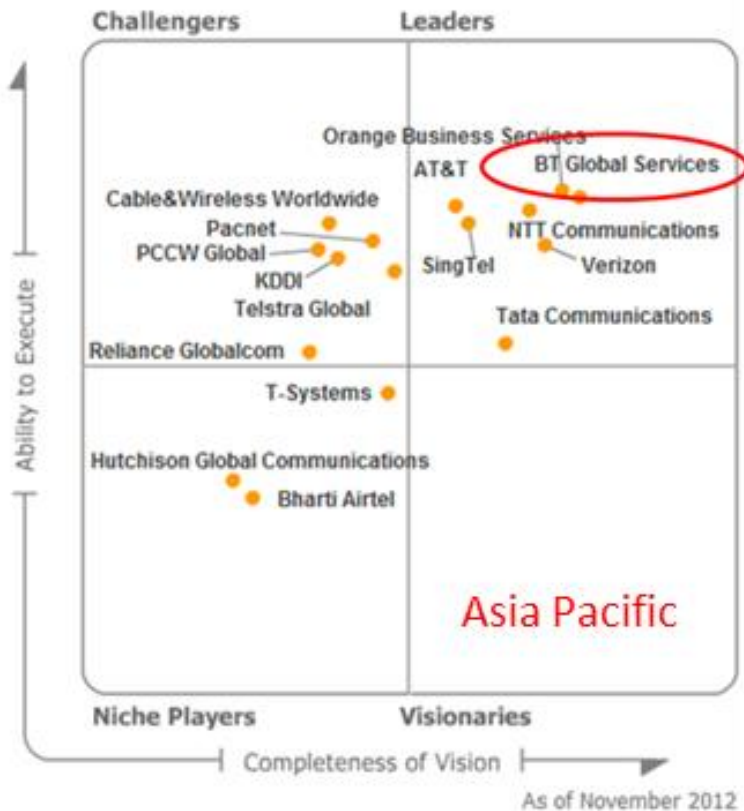 Challengers
Leaders
Orange Business Services
AT&T
BT Global Services
Cable&Wireless Worldwide
Pacnet
NTT Communications
PCCW Global
SingTel
Verizon
KDDI
Telstra Global
Tata Communications
Reliance Globalcom
T-Systems
Hutchison Global Communications
Bharti Airtel
Asia Pacific
Ability to Execute
Niche Players
Visionaries
Completeness of Vision
As of November 2012